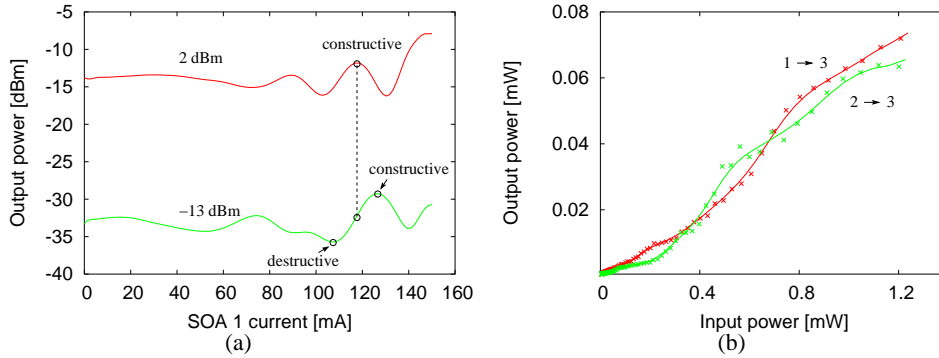 -5
-10
-15
-20
-25
-30
-35
-40
0 20 40 60 80 100 120 140 160
Output power [dBm]
SOA 1 current [mA]
2 dBm
constructive
constructive
−13 dBm
destructive
(a)
0.08
0.06
0.04
0.02
0 0.4 0.8 1.2
Output power [mW]
Input power [mW]
1 → 3
2 → 3
(b)